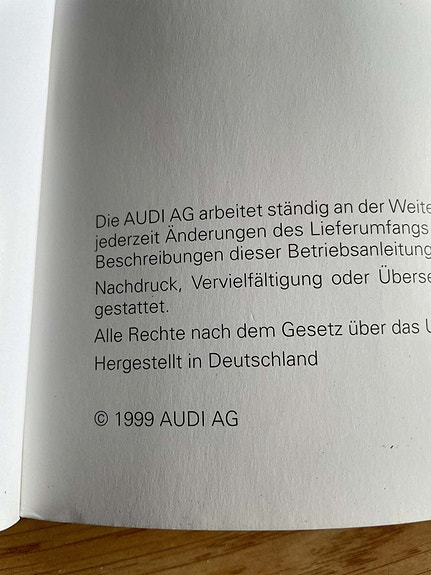 Die AUDI AG arbeitet ständig an der Weite
jederzeit Änderungen des Lieferumfangs
Beschreibungen dieser Betriebsanleitung
Nachdruck, Vervielfältigung oder Überse
gestattet.
Alle Rechte nach dem Gesetz über das U
Hergestellt in Deutschland
© 1999 AUDI AG